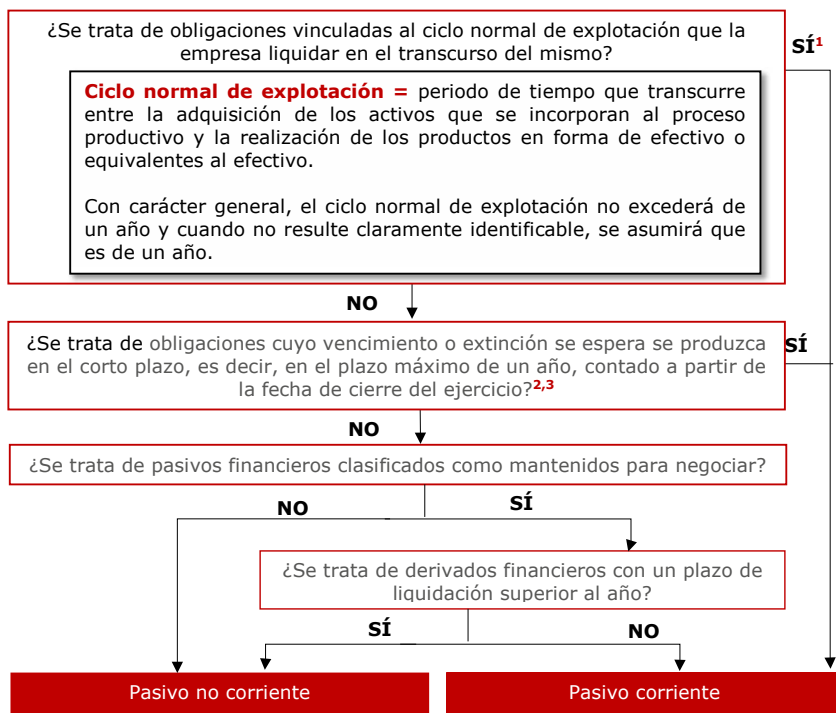 ¿Se trata de obligaciones vinculadas al ciclo normal de explotación que la
empresa liquidar en el transcurso del mismo?
SÍ¹
Ciclo normal de explotación = periodo de tiempo que transcurre
entre la adquisición de los activos que se incorporan al proceso
productivo y la realización de los productos en forma de efectivo o
equivalentes al efectivo.
Con carácter general, el ciclo normal de explotación no excederá de
un año y cuando no resulte claramente identificable, se asumirá que
es de un año.
NO
¿Se trata de obligaciones cuyo vencimiento o extinción se espera se produzca
en el corto plazo, es decir, en el plazo máximo de un año, contado a partir de
la fecha de cierre del ejercicio?²,³
SÍ
NO
¿Se trata de pasivos financieros clasificados como mantenidos para negociar?
NO
SÍ
¿Se trata de derivados financieros con un plazo de
liquidación superior al año?
SÍ
NO
Pasivo no corriente
Pasivo corriente